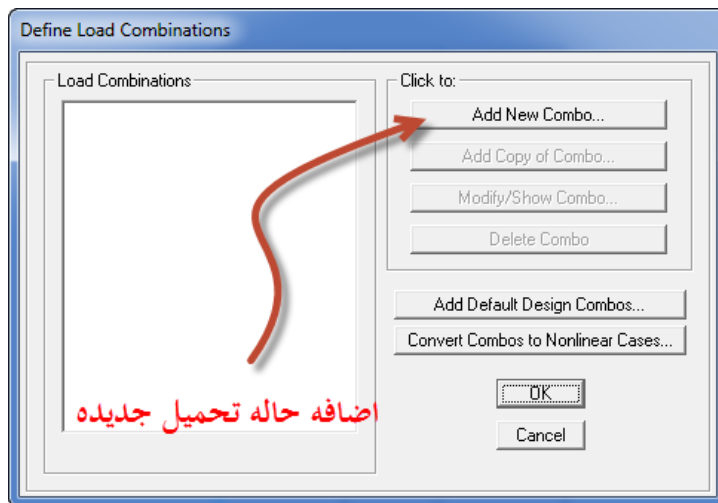 Define Load Combinations
Load Combinations
Click to:
Add New Combo...
Add Copy of Combo...
Modify/Show Combo...
Delete Combo
Add Default Design Combos...
Convert Combos to Nonlinear Cases...
OK
Cancel
اضافه حاله تحميل جديده